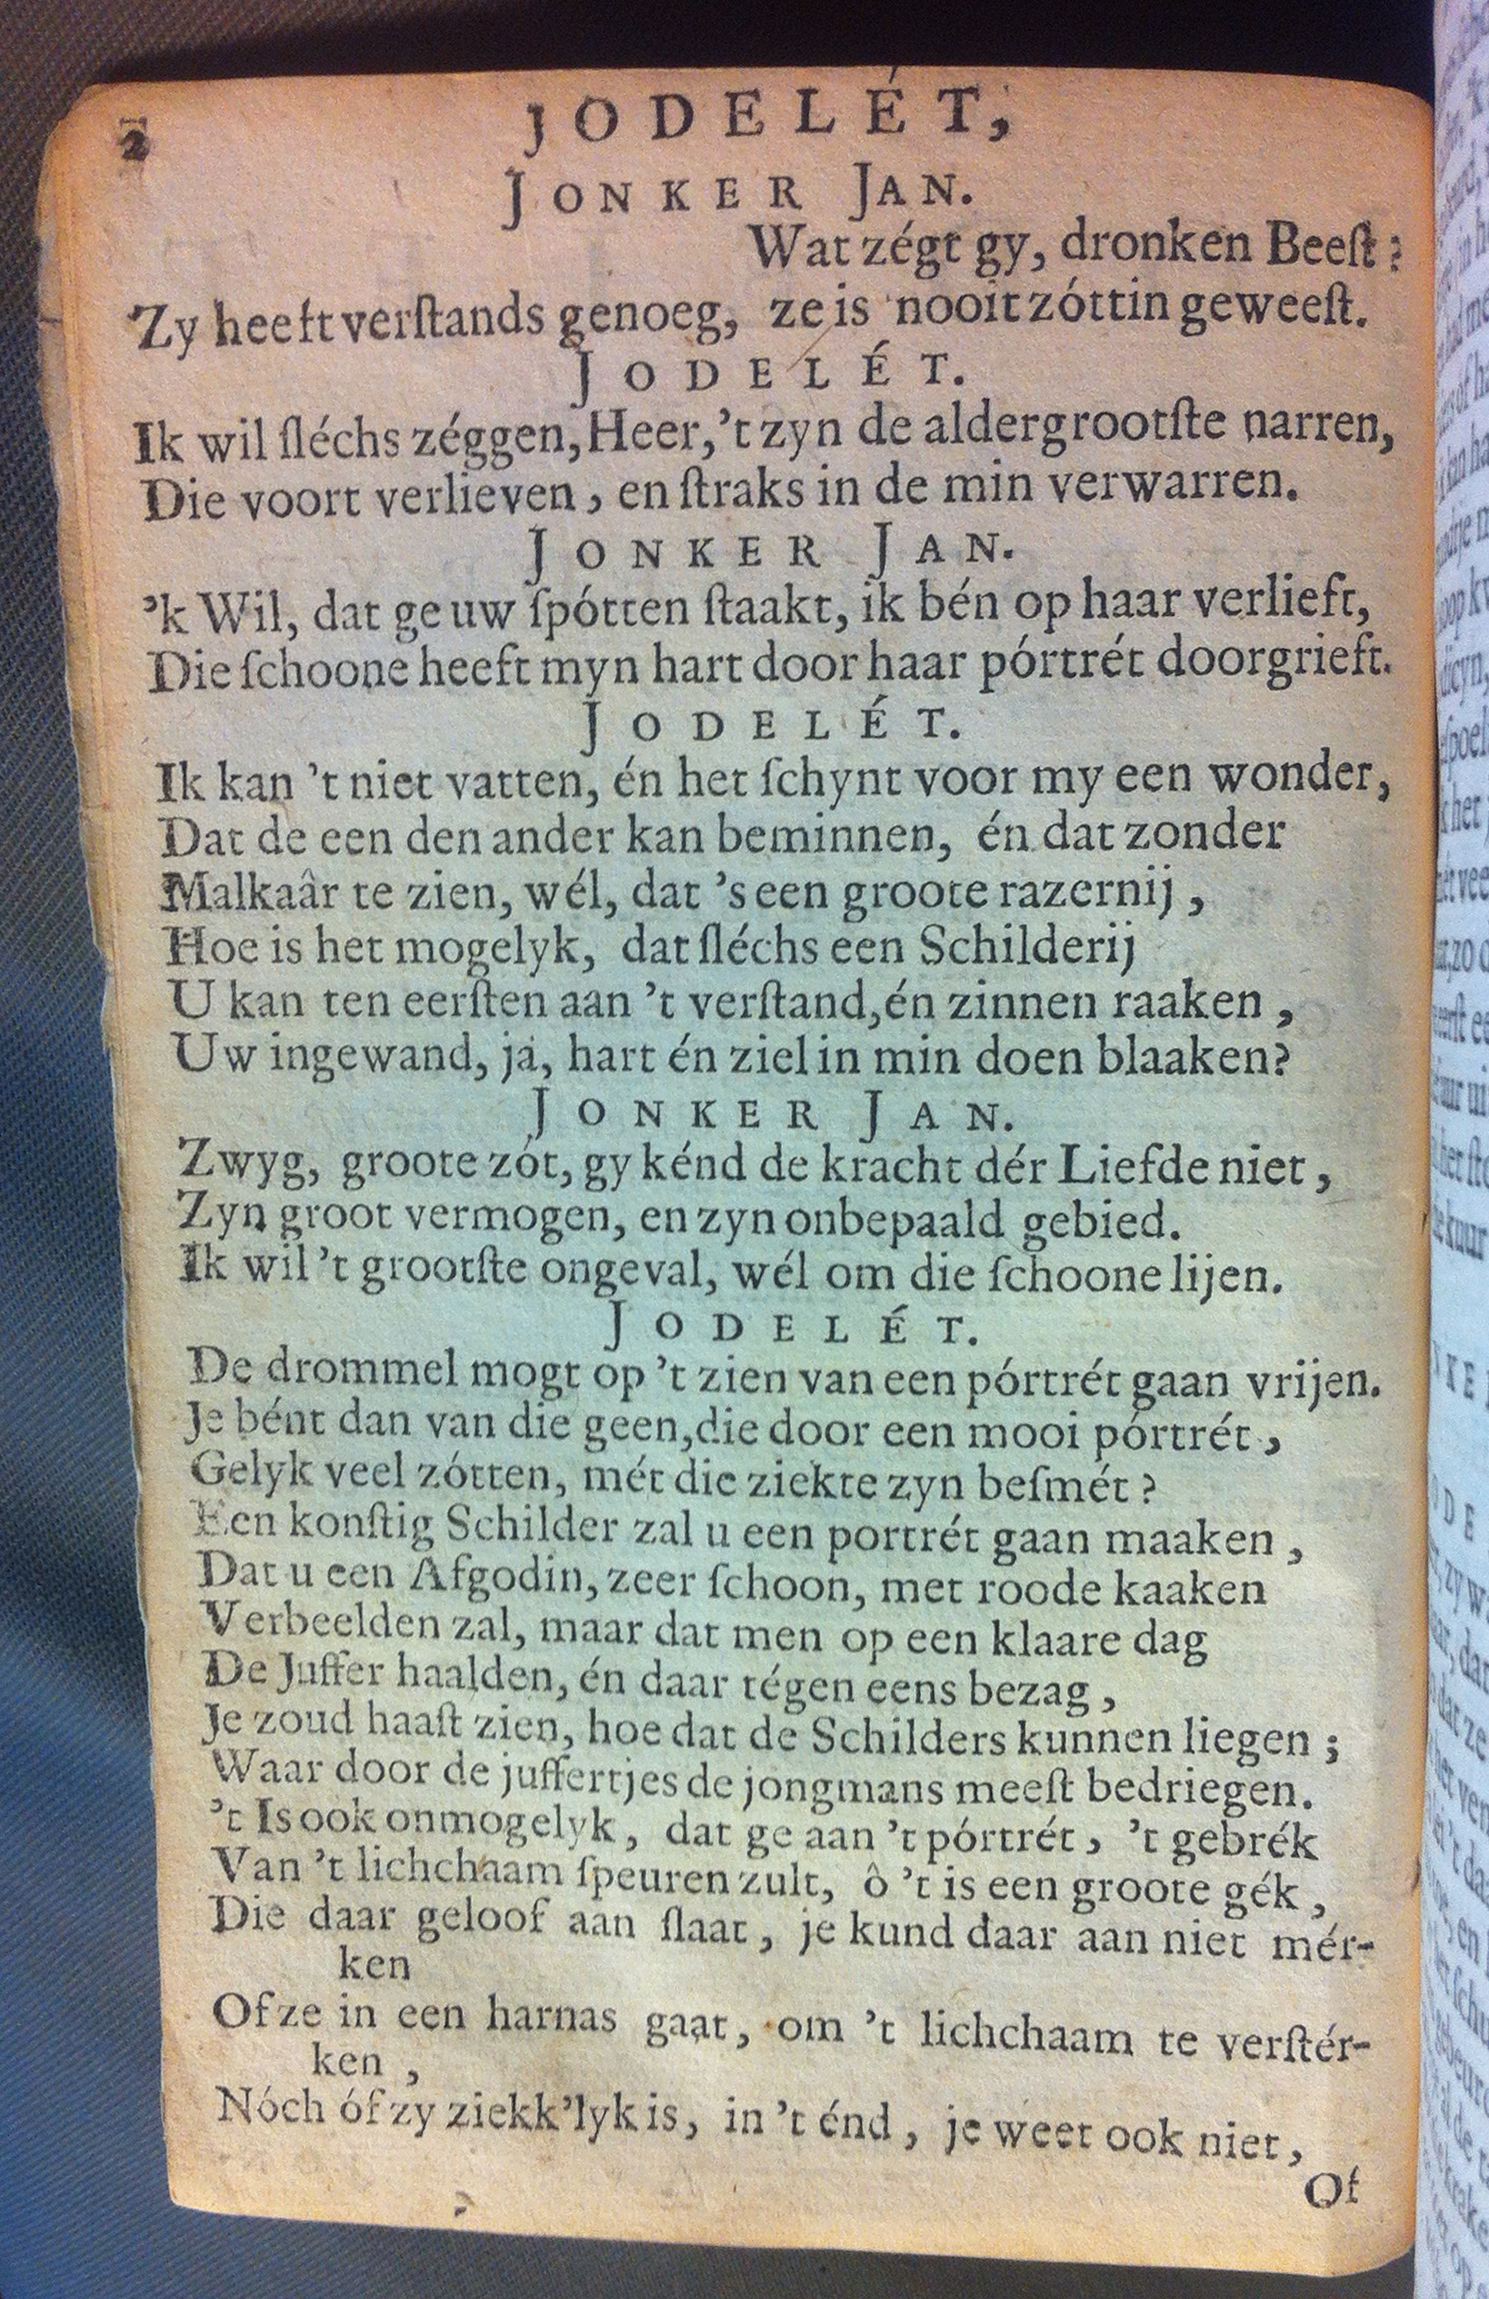 2
JODELÉT,
JONKER JAN.
Wat zégt gy, dronken Beeſt?
Zy heeft verſtands genoeg, ze is nooit zóttin geweeſt.
JODELÉT.
Ik wil ſléchs zéggen, Heer, 't zyn de aldergrootſte narren,
Die voort verlieven, en ſtraks in de min verwarren.
JONKER JAN.
'k Wil, dat ge uw ſpótten ſtaakt, ik bén op haar verlieft,
Die ſchoone heeft myn hart door haar pórtrét doorgrieft.
JODELÉT.
Ik kan 't niet vatten, én het ſchynt voor my een wonder,
Dat de een den ander kan beminnen, én dat zonder
Malkaâr te zien, wél, dat 's een groote razernij,
Hoe is het mogelyk, dat ſléchs een Schilderij
U kan ten eerſten aan 't verſtand, én zinnen raaken,
Uw ingewand, ja, hart én ziel in min doen blaaken?
JONKER JAN.
Zwyg, groote zót, gy kénd de kracht dér Liefde niet,
Zyn groot vermogen, en zyn onbepaald gebied.
Ik wil 't grootſte ongeval, wél om die ſchoone lijen.
JODELÉT.
De drommel mogt op 't zien van een pórtrét gaan vrijen.
Je bént dan van die geen, die door een mooi pórtrét,
Gelyk veel zótten, mét die ziekte zyn beſmét?
Een konſtig Schilder zal u een portrét gaan maaken,
Dat u een Afgodin, zeer ſchoon, met roode kaaken
Verbeelden zal, maar dat men op een klaare dag
De Juffer haalden, én daar tégen eens bezag,
Je zoud haaſt zien, hoe dat de Schilders kunnen liegen;
Waar door de juffertjes de jongmans meeſt bedriegen.
't Is ook onmogelyk, dat ge aan 't pórtrét, 't gebrék
Van 't lichchaam ſpeuren zult, ô 't is een groote gék,
Die daar geloof aan ſlaat, je kund daar aan niet mér-
ken
Of ze in een harnas gaat, om 't lichchaam te verſtér-
ken,
Nóch óf zy ziekk'lyk is, in 't énd, je weet ook niet,
Of